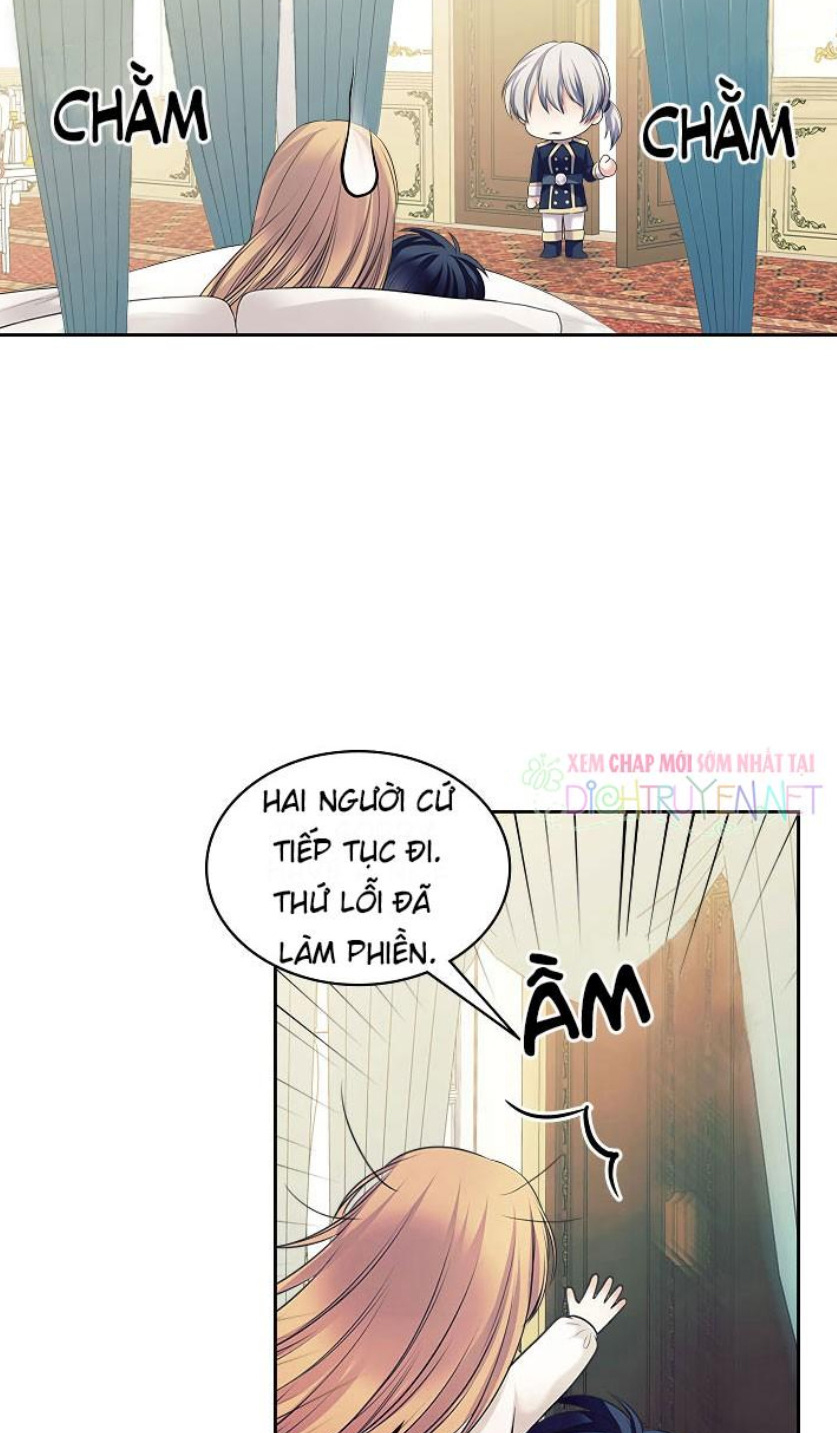 CHẰM
CHẰM
XEM CHAP MỚI SỚM NHẤT TẠI
DICHTRUYEN.NET
HAI NGƯỜI CỨ
TIẾP TỤC ĐI.
THỨ LỖI ĐÃ
LÀM PHIỀN.
ẦM